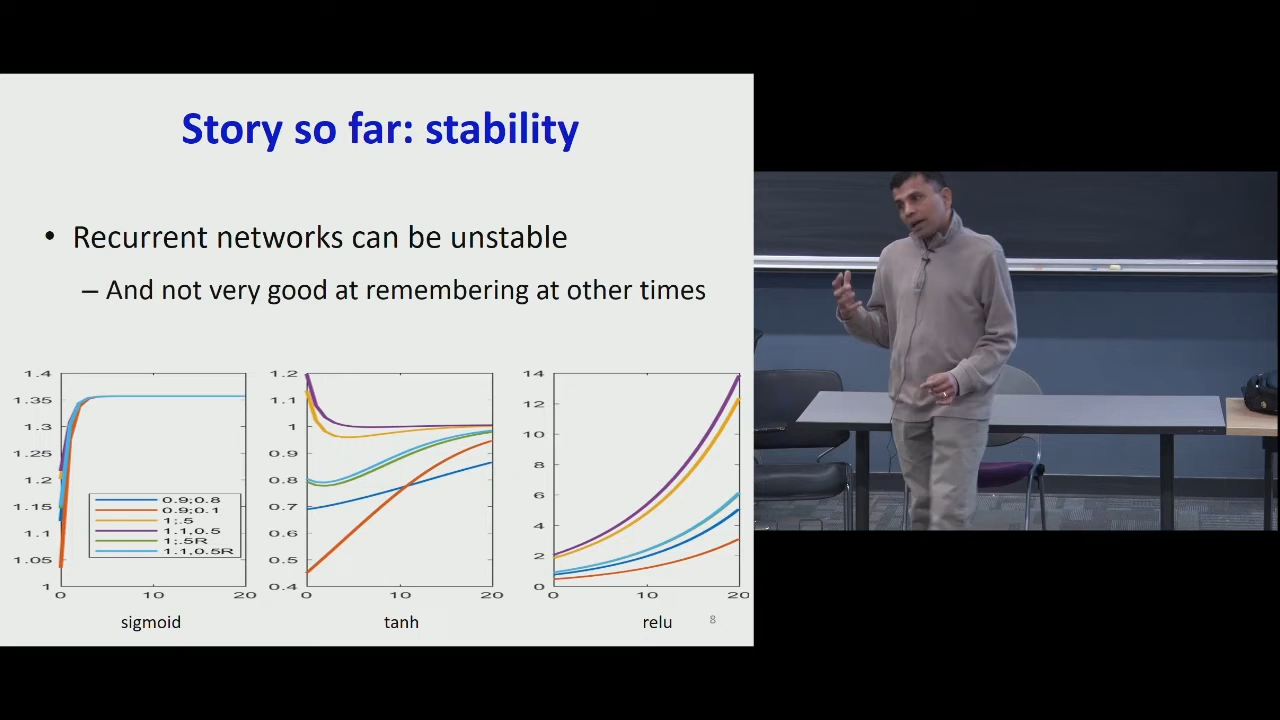 Story so far: stability
• Recurrent networks can be unstable
– And not very good at remembering at other times
1.4
1.35
1.3
1.25
1.2
1.15
1.1
1.05
1
0 10 20
0.9;0.8
0.9;0.1
1;.5
1.1,0.5
1;.5R
1.1,0.5R
sigmoid
1.2
1.1
1
0.9
0.8
0.7
0.6
0.5
0.4
0 10 20
tanh
14
12
10
8
6
4
2
0
0 10 20
relu
8